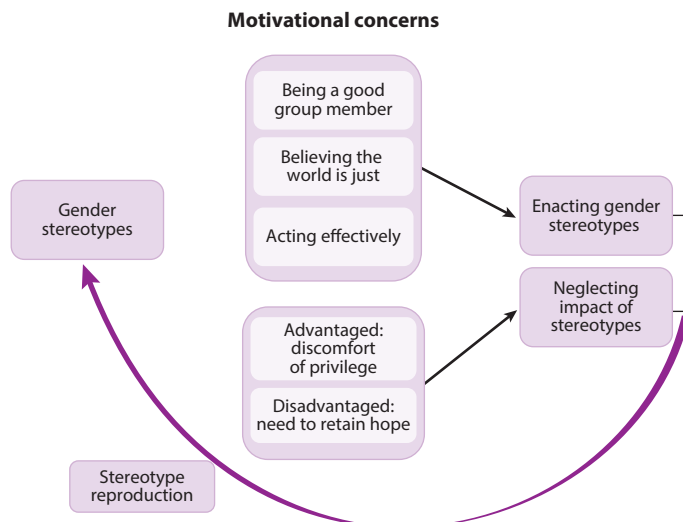 Motivational concerns
Being a good
group member
Believing the
world is just
Acting effectively
Gender
stereotypes
Enacting gender
stereotypes
Neglecting
impact of
stereotypes
Advantaged:
discomfort
of privilege
Disadvantaged:
need to retain hope
Stereotype
reproduction